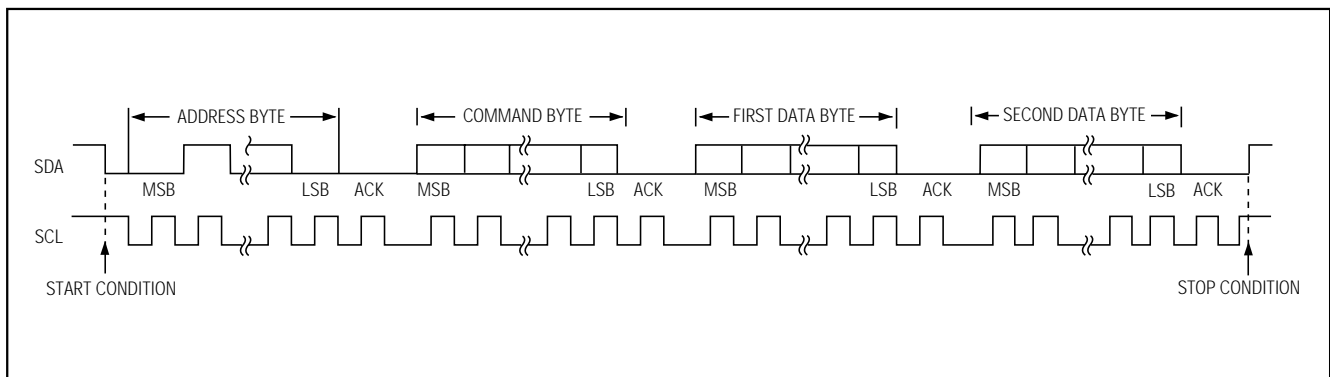 ADDRESS BYTE COMMAND BYTE FIRST DATA BYTE SECOND DATA BYTE
SDA
MSB LSB ACK MSB LSB ACK MSB LSB ACK MSB LSB ACK
SCL
START CONDITION STOP CONDITION